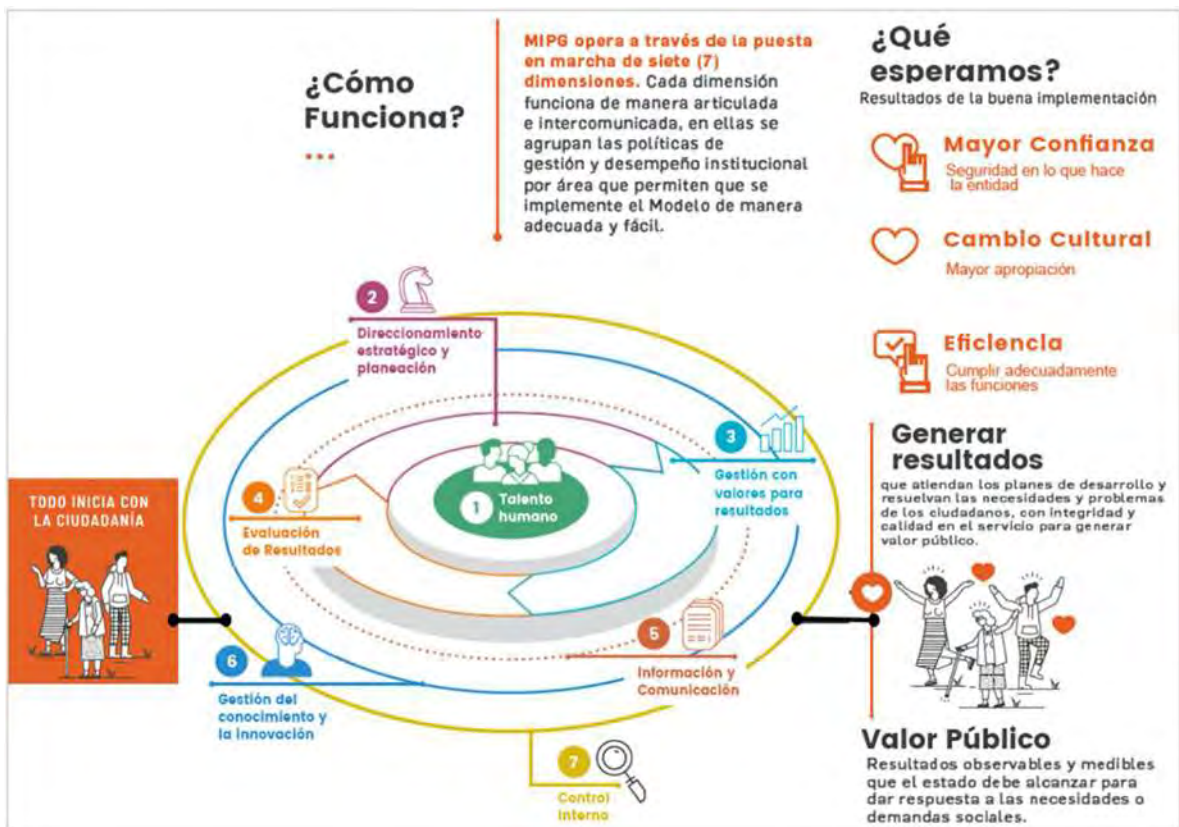 ¿Cómo
Funciona?
...
MIPG opera a través de la puesta
en marcha de siete (7)
dimensiones. Cada dimensión
funciona de manera articulada
e intercomunicada, en ellas se
agrupan las políticas de
gestión y desempeño institucional
por área que permiten que se
implemente el Modelo de manera
adecuada y fácil.
¿Qué
esperamos?
Resultados de la buena implementación
Mayor Confianza
Seguridad en lo que hace
la entidad
Cambio Cultural
Mayor apropiación
Eficiencia
Cumplir adecuadamente
las funciones
Generar
resultados
que atiendan los planes de desarrollo y
resuelvan las necesidades y problemas
de los ciudadanos, con integridad y
calidad en el servicio para generar
valor público.
Valor Público
Resultados observables y medibles
que el estado debe alcanzar para
dar respuesta a las necesidades o
demandas sociales.
TODO INICIA CON
LA CIUDADANÍA
1
Talento
humano
2
Direccionamiento
estratégico y
planeación
3
Gestión con
valores para
resultados
4
Evaluación
de Resultados
5
Información y
Comunicación
6
Gestión del
conocimiento y
la innovación
7
Control
Interno